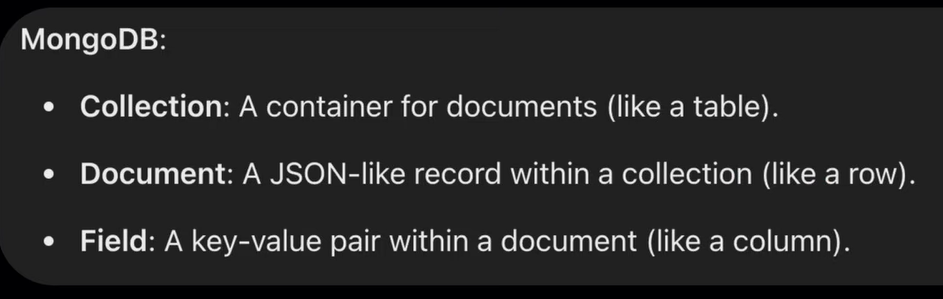 MongoDB:
• Collection: A container for documents (like a table).
• Document: A JSON-like record within a collection (like a row).
• Field: A key-value pair within a document (like a column).